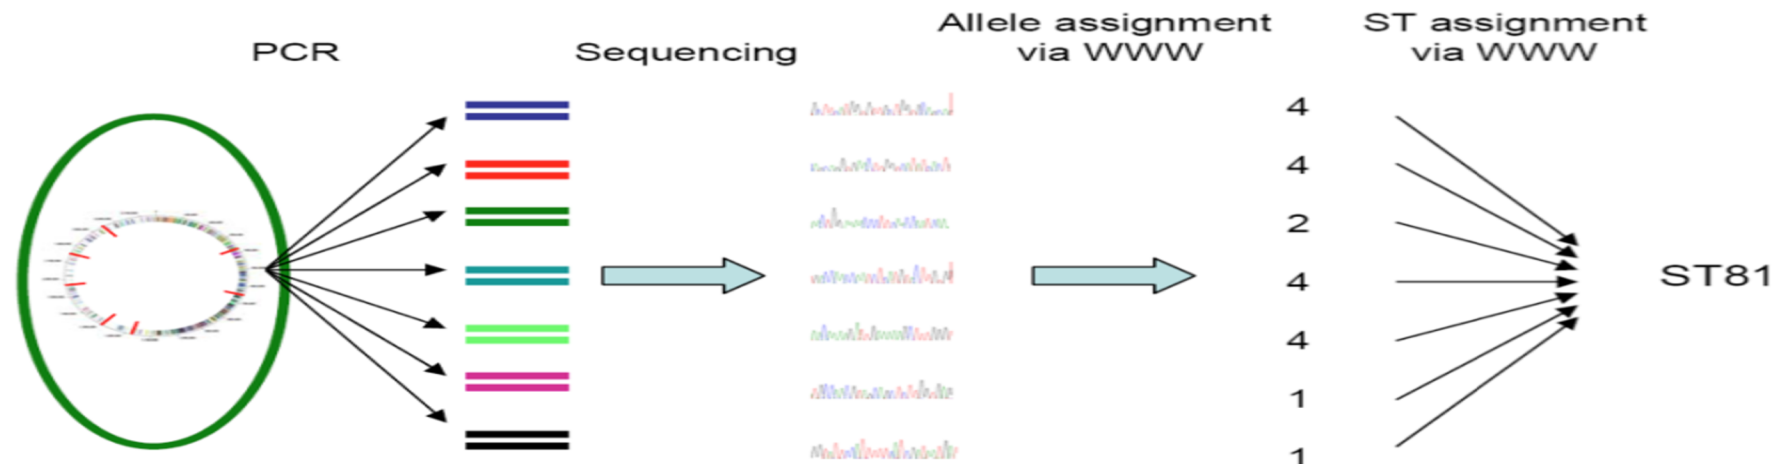 PCR
Sequencing
Allele assignment
via WWW
ST assignment
via WWW
4
4
2
4
4
1
1
ST81